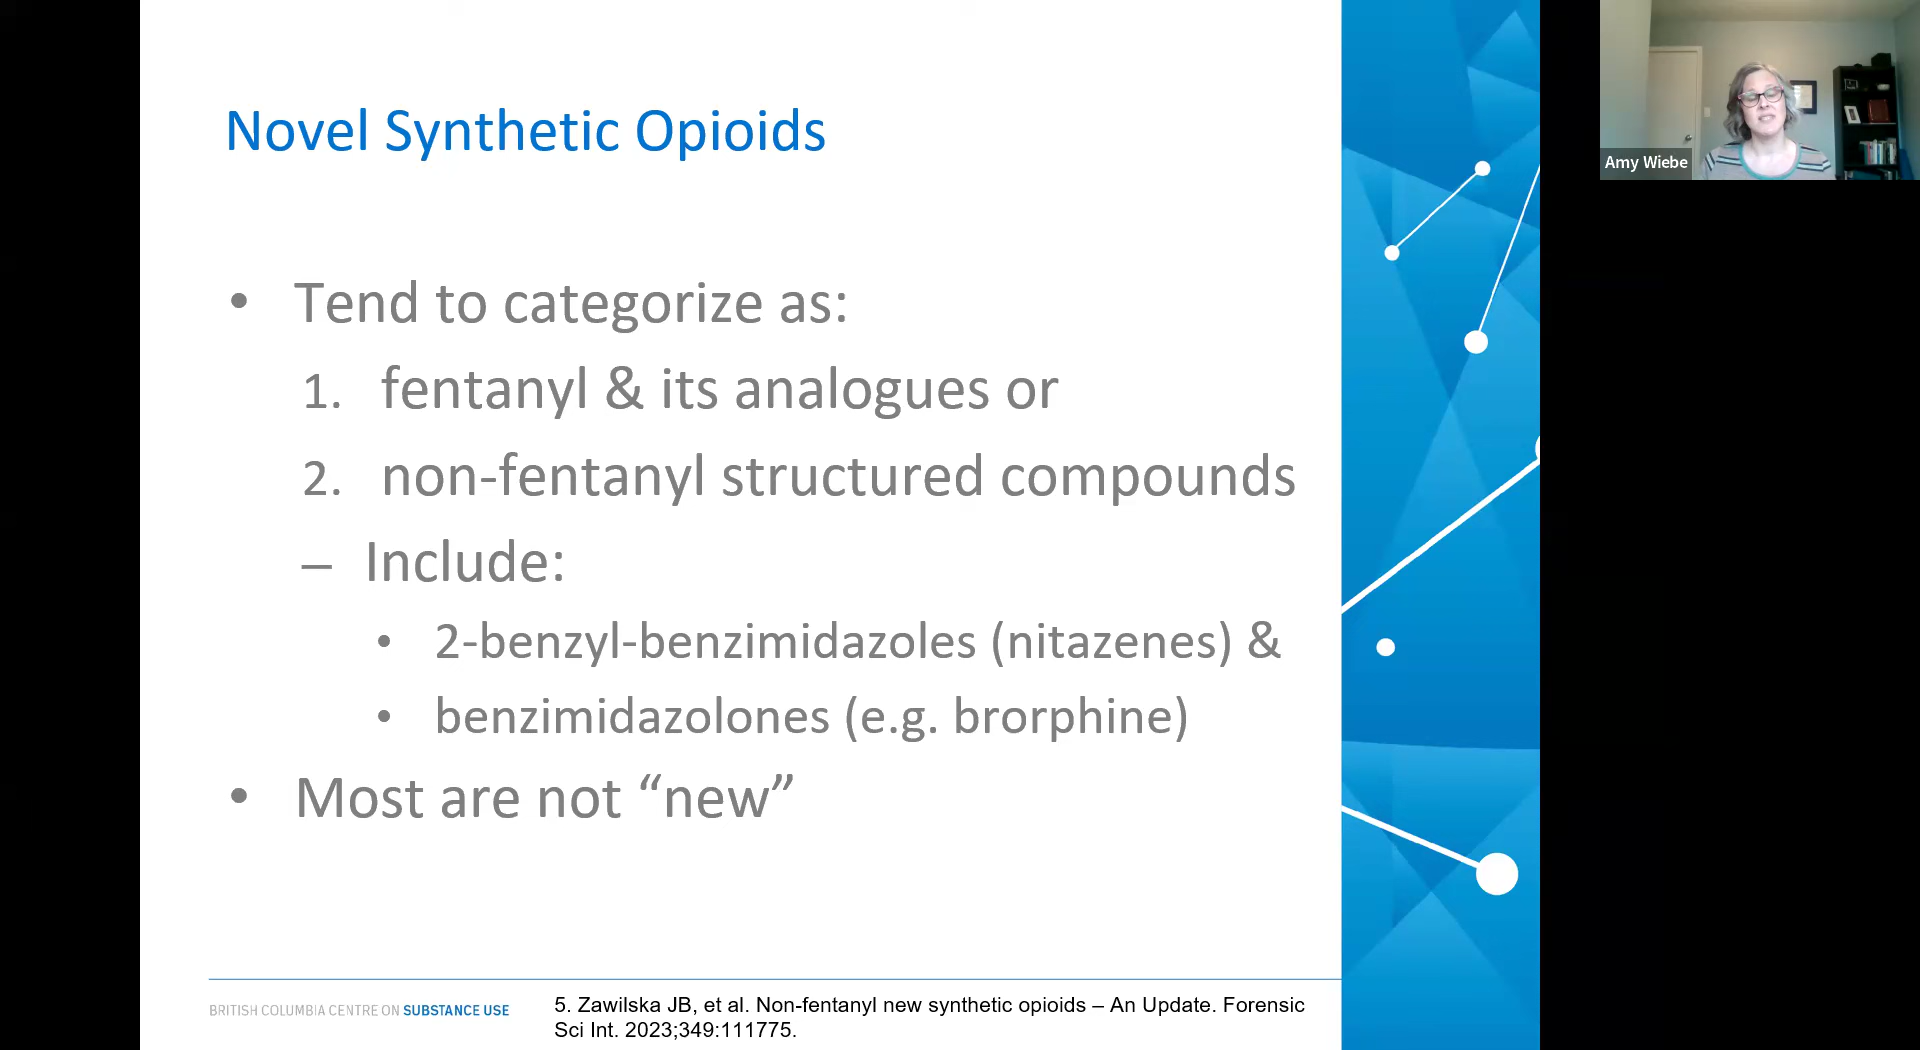 Novel Synthetic Opioids
• Tend to categorize as:
1. fentanyl & its analogues or
2. non-fentanyl structured compounds
– Include:
• 2-benzyl-benzimidazoles (nitazenes) &
• benzimidazolones (e.g. brorphine)
• Most are not “new”
BRITISH COLUMBIA CENTRE ON SUBSTANCE USE
5. Zawilska JB, et al. Non-fentanyl new synthetic opioids – An Update. Forensic
Sci Int. 2023;349:111775.
Amy Wiebe